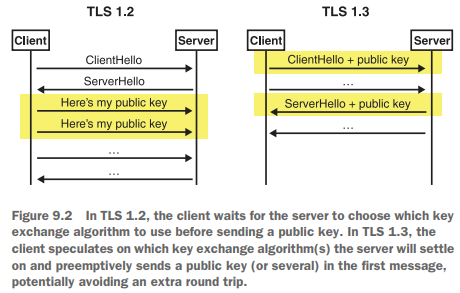 TLS 1.2
TLS 1.3
Client
Server
Client
Server
ClientHello
ServerHello
Here's my public key
Here's my public key
...
...
ClientHello + public key
...
ServerHello + public key
...
Figure 9.2 In TLS 1.2, the client waits for the server to choose which key
exchange algorithm to use before sending a public key. In TLS 1.3, the
client speculates on which key exchange algorithm(s) the server will settle
on and preemptively sends a public key (or several) in the first message,
potentially avoiding an extra round trip.